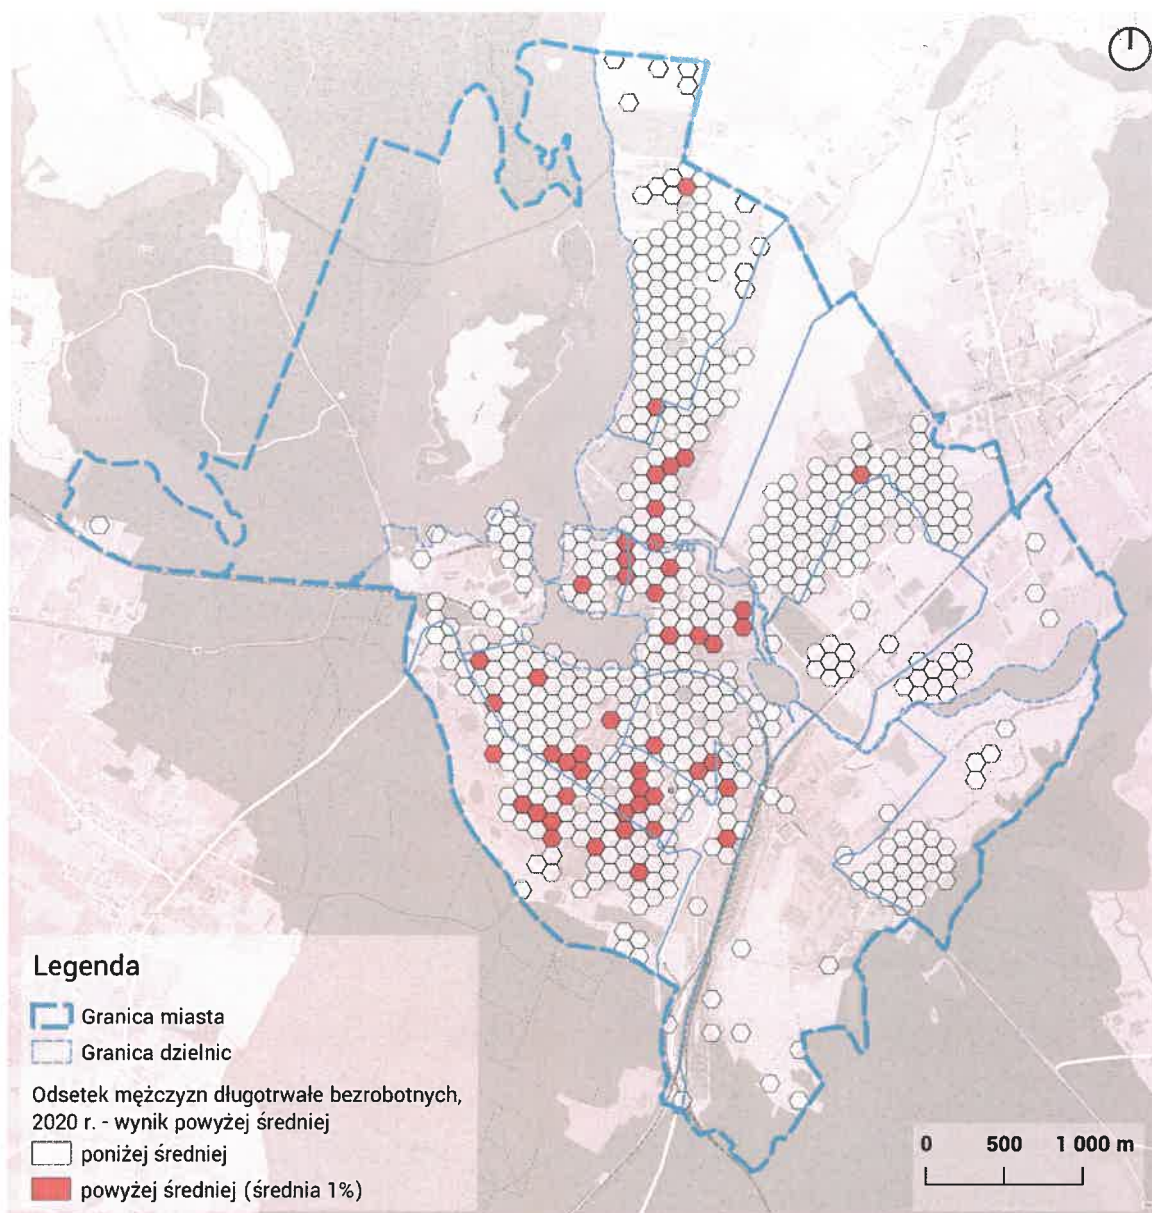 Legenda
Granica miasta
Granica dzielnic
Odsetek mężczyzn długotrwale bezrobotnych,
2020 r. - wynik powyżej średniej
poniżej średniej
powyżej średniej (średnia 1%)
0 500 1 000 m